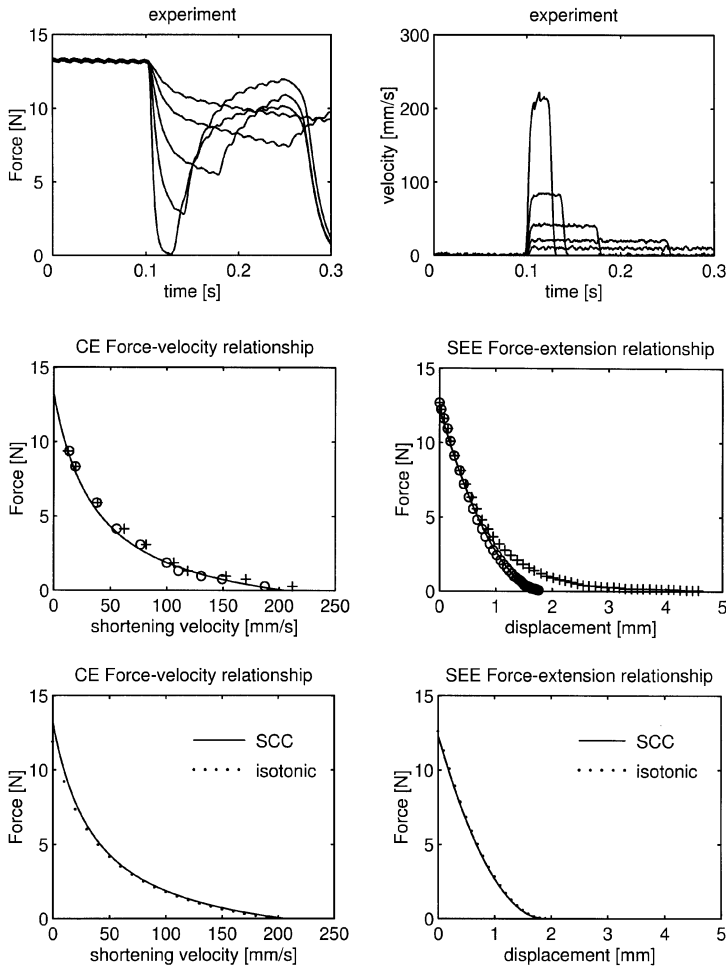 experiment
15
10
5
0
Force [N]
0
0.1
0.2
0.3
time [s]
experiment
300
200
100
0
velocity [mm/s]
0
0.1
0.2
0.3
time [s]
CE Force-velocity relationship
15
10
5
0
Force [N]
0
50
100
150
200
250
shortening velocity [mm/s]
SEE Force-extension relationship
15
10
5
0
Force [N]
0
1
2
3
4
5
displacement [mm]
CE Force-velocity relationship
15
10
5
0
Force [N]
SCC
isotonic
0
50
100
150
200
250
shortening velocity [mm/s]
SEE Force-extension relationship
15
10
5
0
Force [N]
SCC
isotonic
0
1
2
3
4
5
displacement [mm]